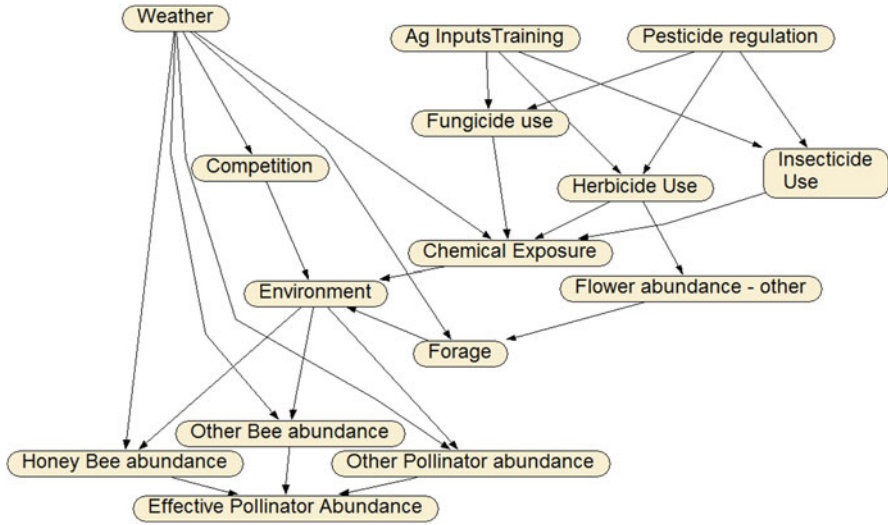 Weather
Ag InputsTraining
Pesticide regulation
Fungicide use
Competition
Insecticide
Use
Herbicide Use
Chemical Exposure
Environment
Flower abundance - other
Forage
Other Bee abundance
Honey Bee abundance
Other Pollinator abundance
Effective Pollinator Abundance